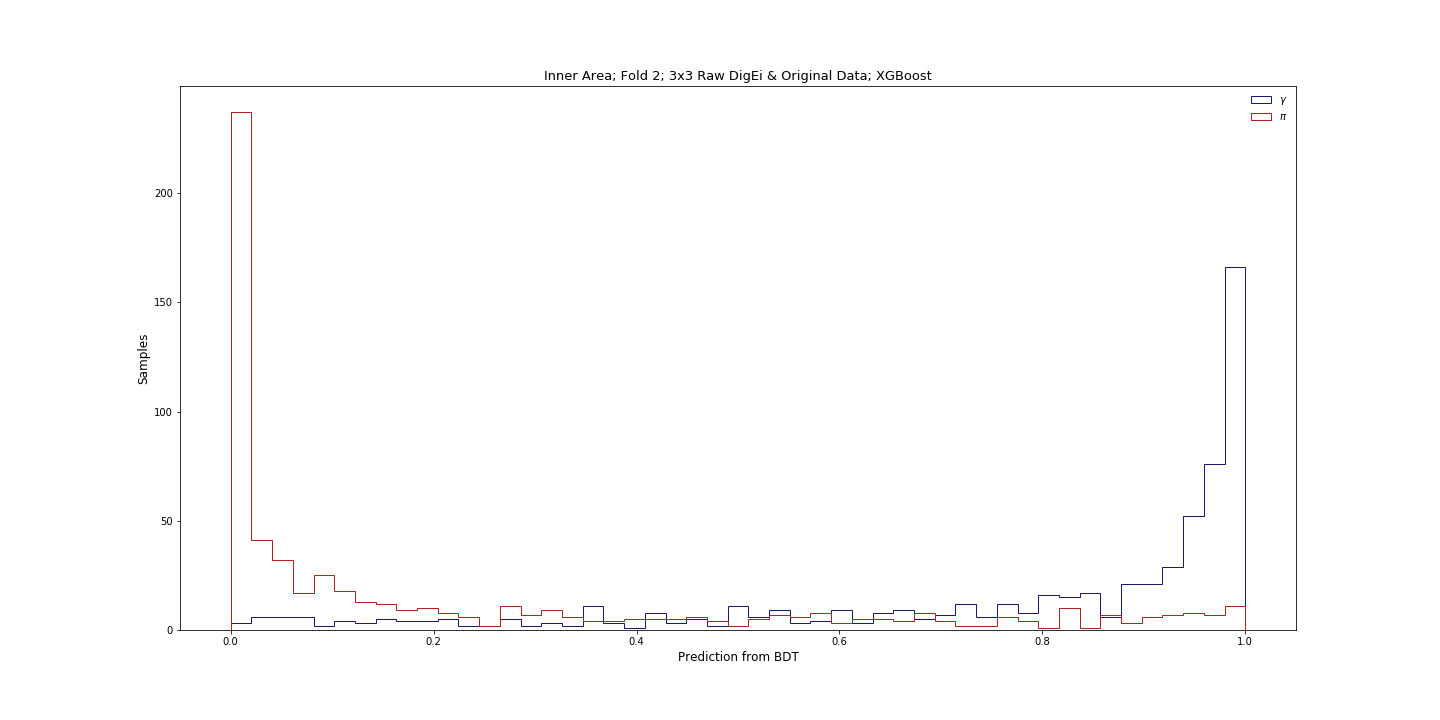 Inner Area; Fold 2; 3x3 Raw DigEi & Original Data; XGBoost
γ
π
200
150
100
50
0
Samples
0.0 0.2 0.4 0.6 0.8 1.0
Prediction from BDT